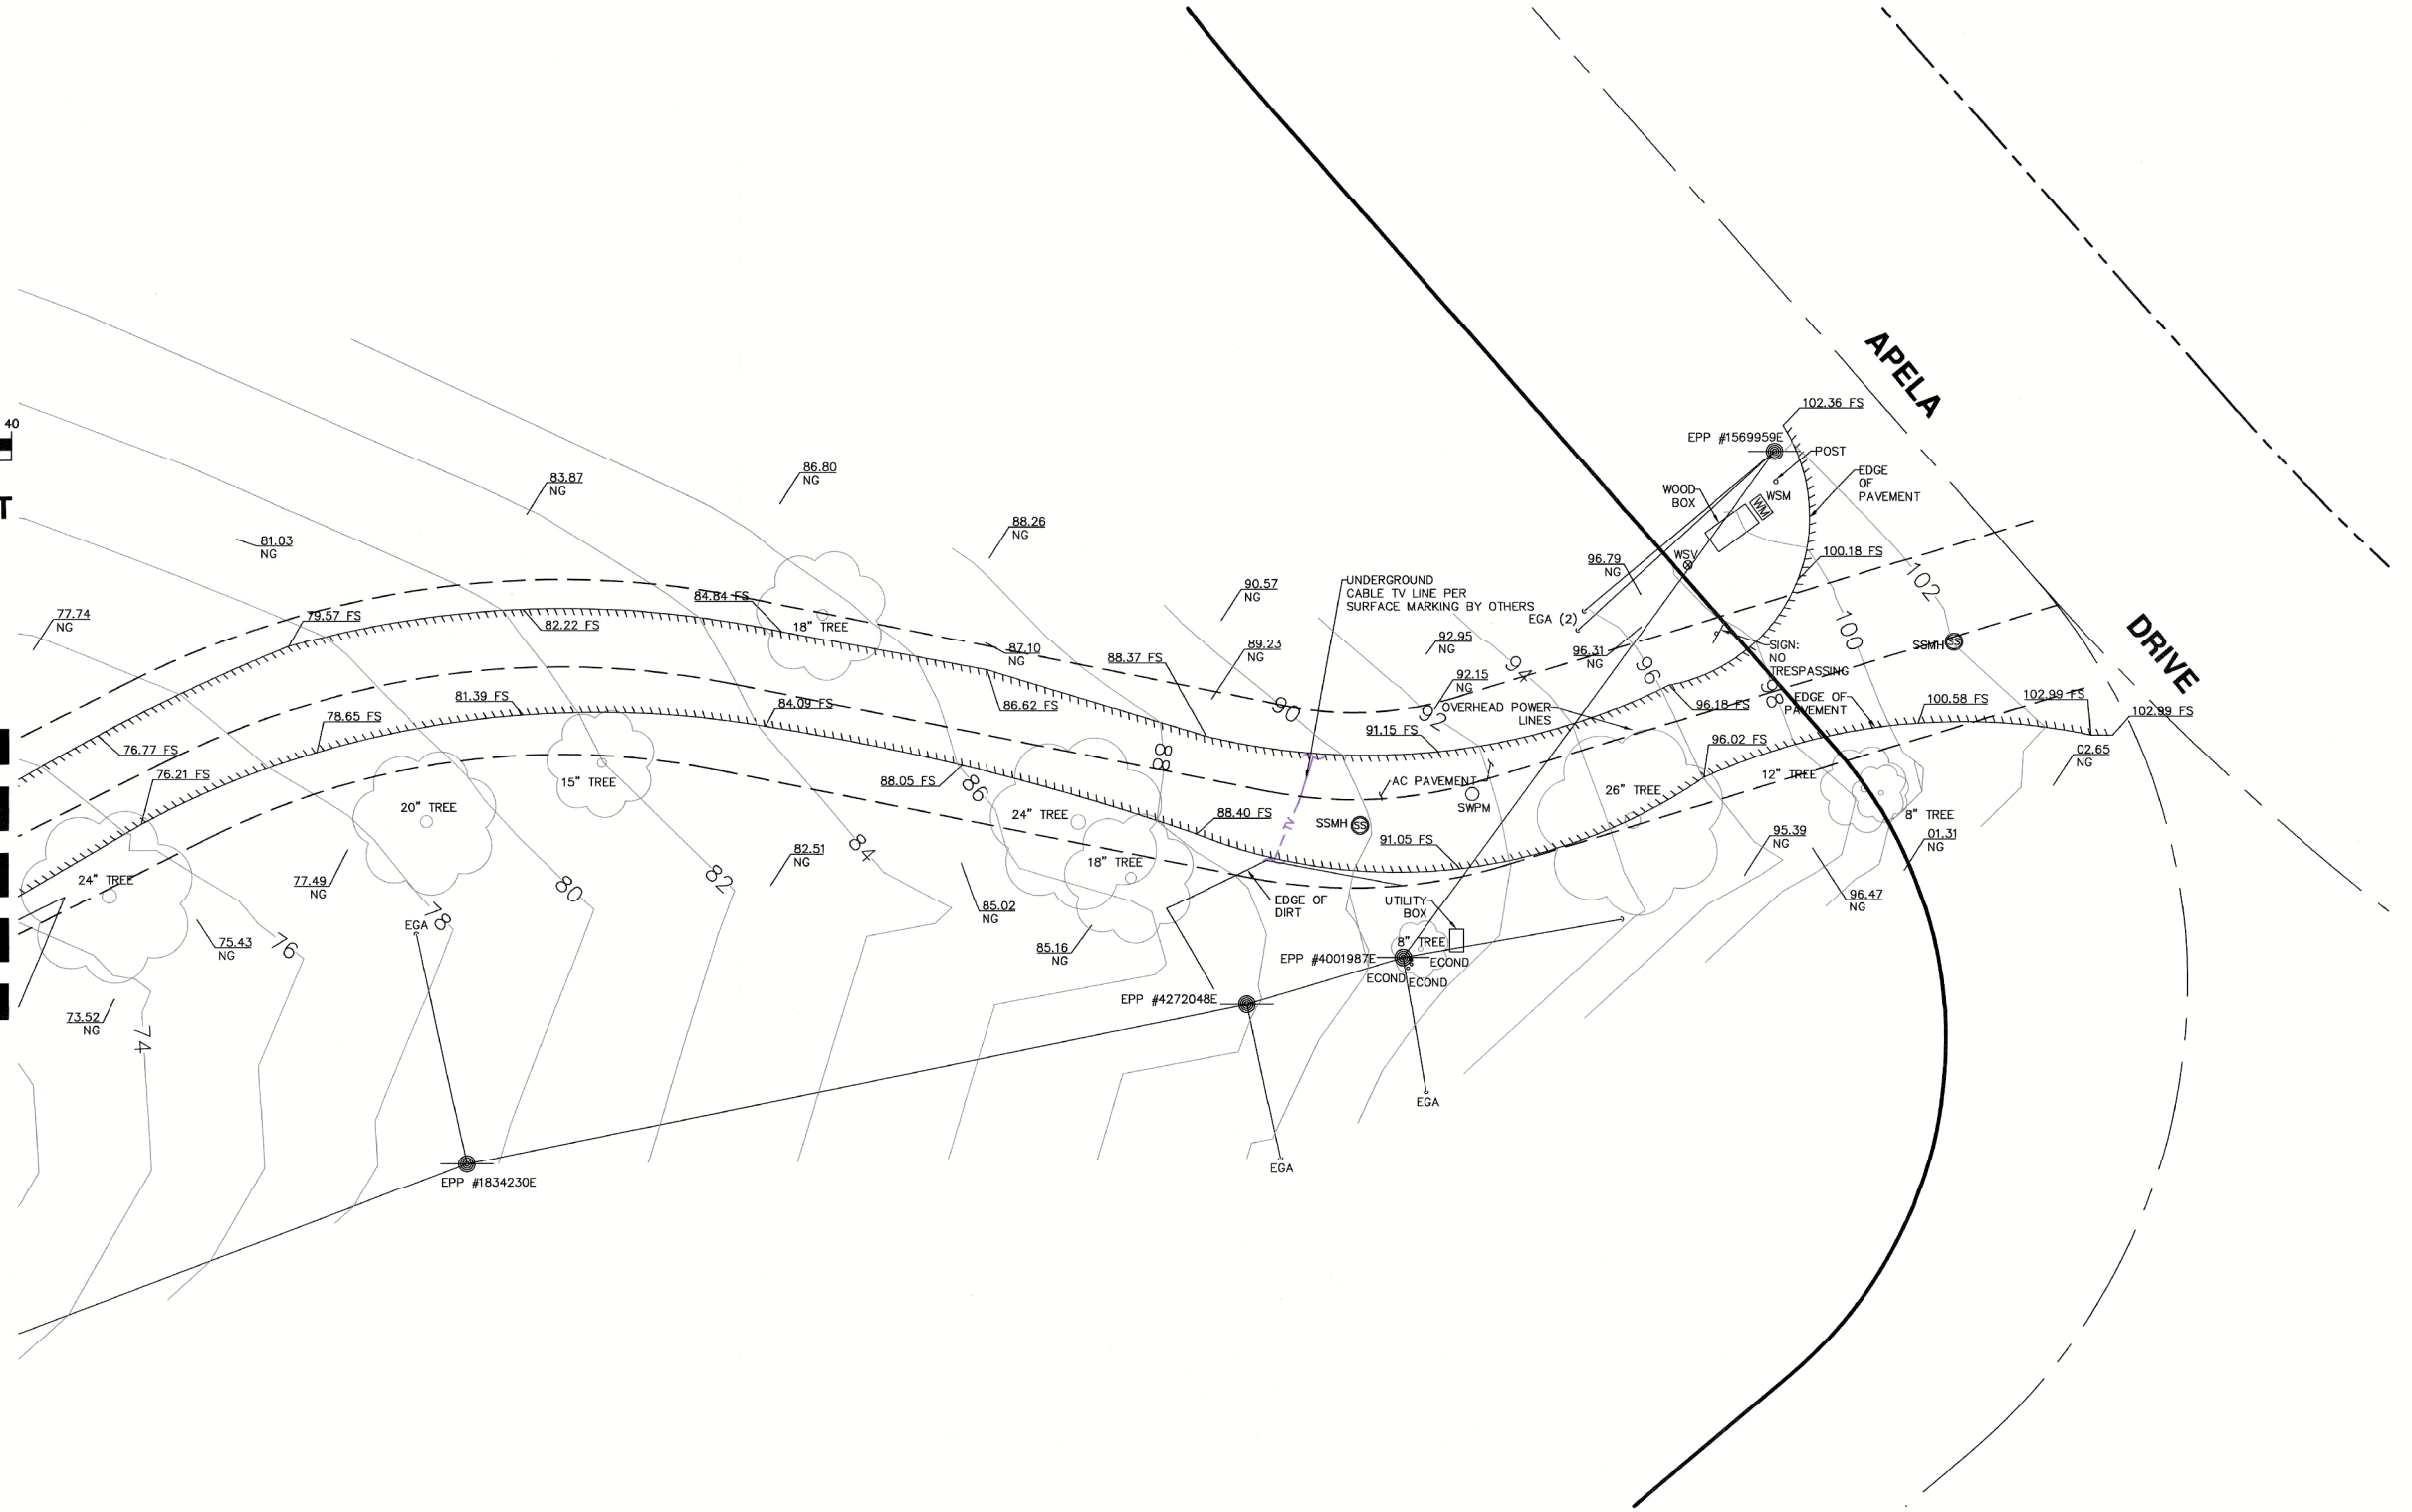 APELA
DRIVE
40
T
102.36 FS
EPP #1569959E
POST
EDGE
OF
PAVEMENT
WOOD
BOX
WSM
WM
WSV
100.18 FS
96.79
NG
86.80
NG
83.87
NG
88.26
NG
81.03
NG
90.57
NG
UNDERGROUND
CABLE TV LINE PER
SURFACE MARKING BY OTHERS
EGA (2)
102
100
77.74
NG
79.57 FS
82.22 FS
84.84 FS
18" TREE
87.10
NG
89.23
NG
88.37 FS
92.95
NG
96.31
NG
94
96
98
SIGN:
NO
TRESPASSING
SSMH
SS
92.15
NG
OVERHEAD POWER
LINES
EDGE OF
PAVEMENT
100.58 FS
102.99 FS
102.99 FS
81.39 FS
78.65 FS
84.09 FS
86.62 FS
90
92
91.15 FS
96.18 FS
76.77 FS
76.21 FS
15" TREE
88
96.02 FS
02.65
NG
88.05 FS
86
AC PAVEMENT
12" TREE
20" TREE
24" TREE
88.40 FS
TV
SSMH
SS
SWPM
26" TREE
8" TREE
84
91.05 FS
95.39
NG
01.31
NG
82.51
NG
18" TREE
24" TREE
77.49
NG
80
82
96.47
NG
85.02
NG
EDGE OF
DIRT
UTILITY
BOX
EGA
78
75.43
NG
76
85.16
NG
8" TREE
EPP #4001987E
ECOND
ECOND
ECOND
EPP #4272048E
73.52
NG
74
EGA
EGA
EPP #1834230E